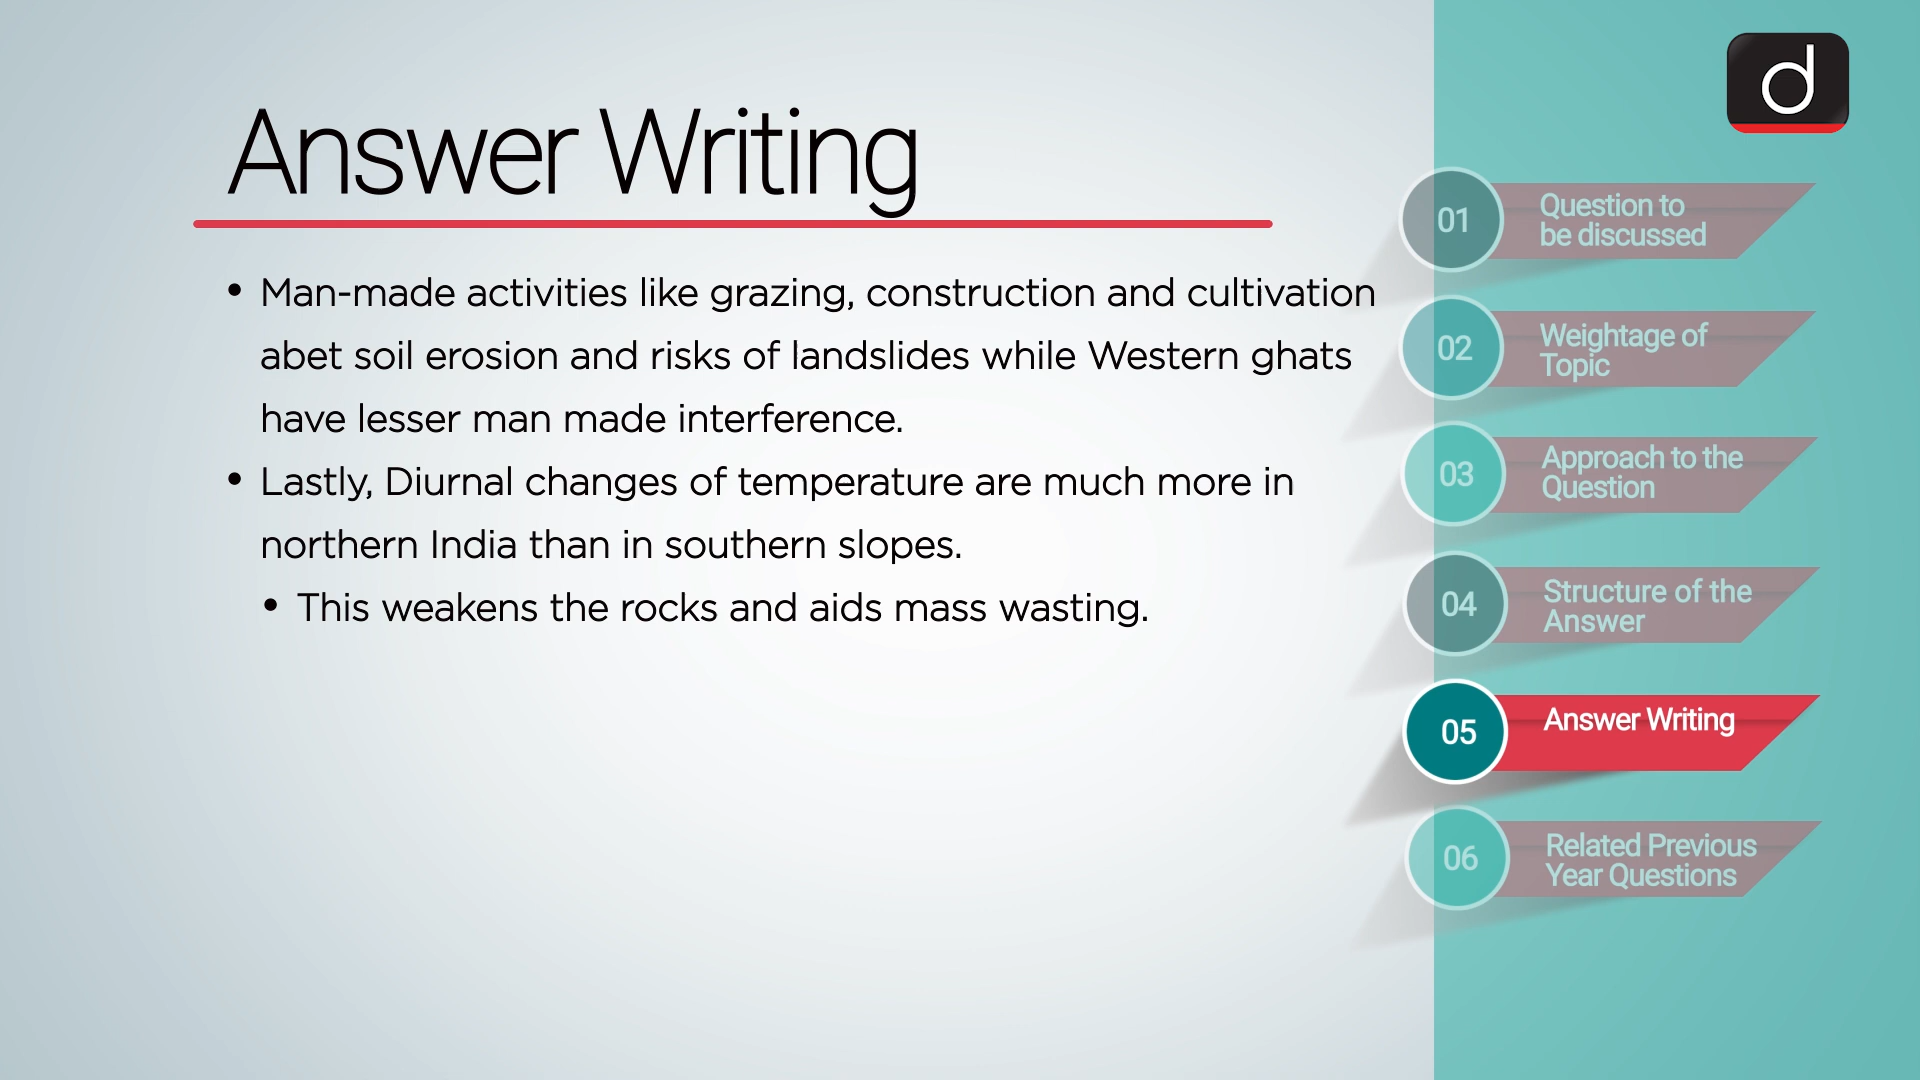 Answer Writing
• Man-made activities like grazing, construction and cultivation
abet soil erosion and risks of landslides while Western ghats
have lesser man made interference.
• Lastly, Diurnal changes of temperature are much more in
northern India than in southern slopes.
• This weakens the rocks and aids mass wasting.
d
01
Question to
be discussed
02
Weightage of
Topic
03
Approach to the
Question
04
Structure of the
Answer
05
Answer Writing
06
Related Previous
Year Questions